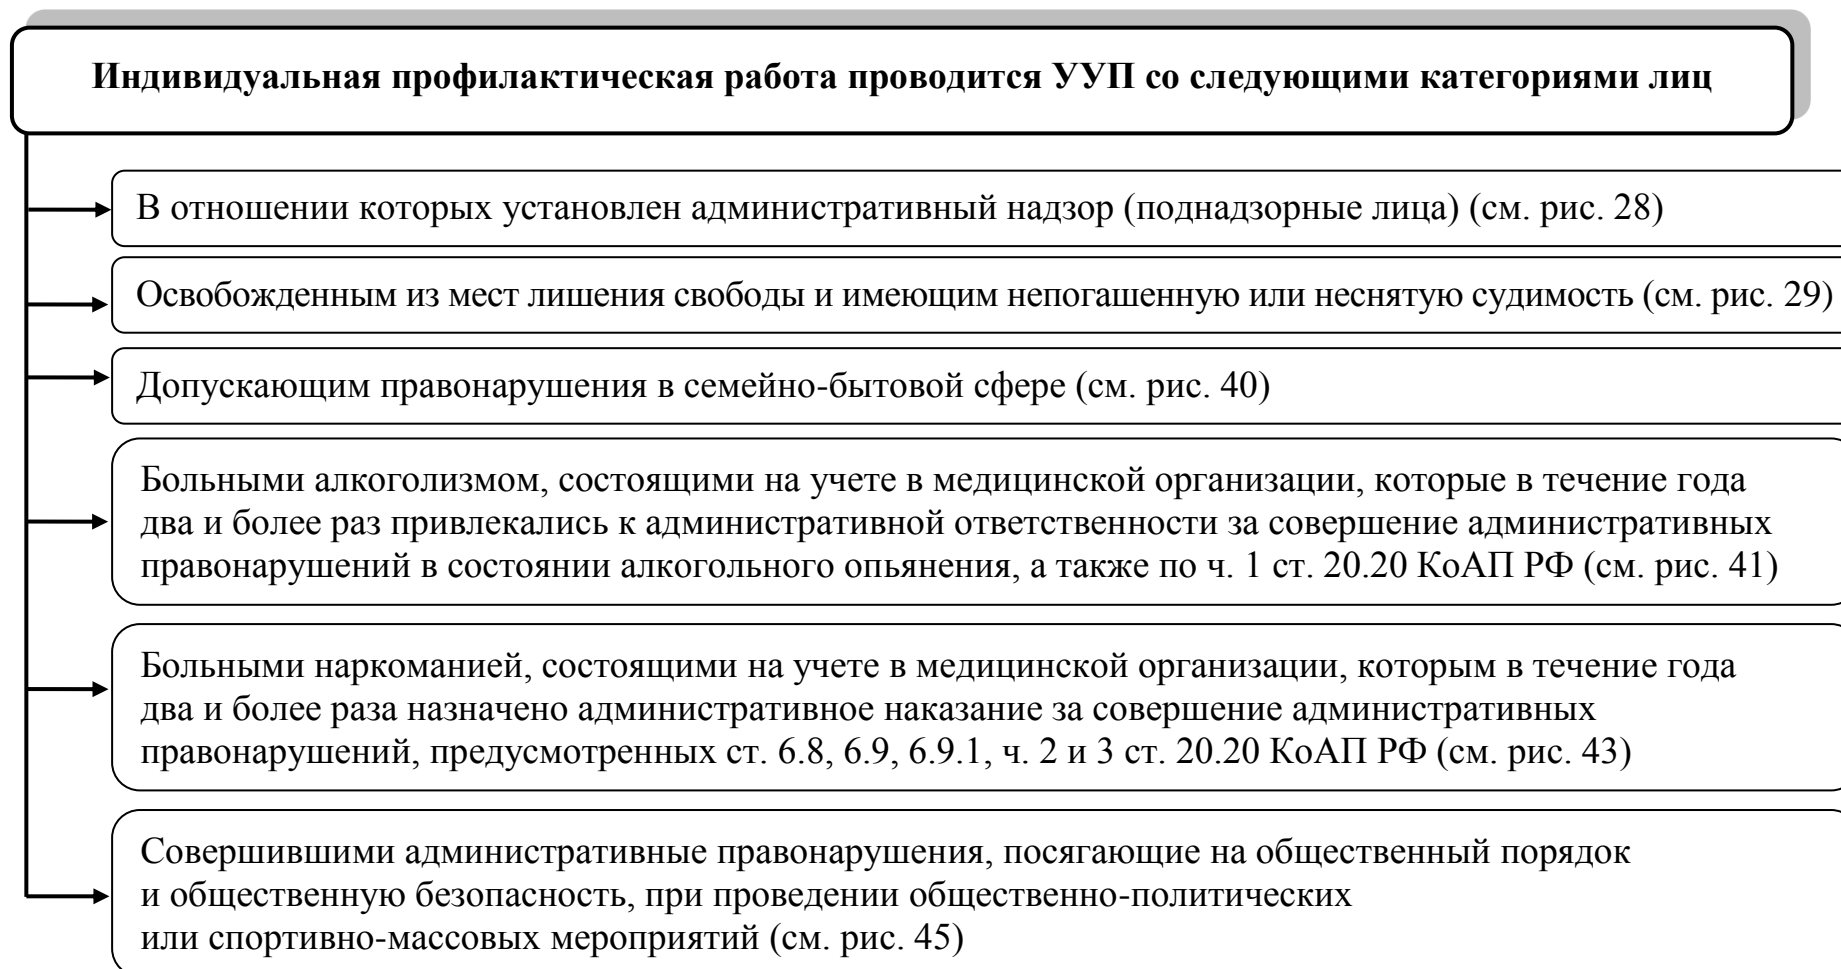 Индивидуальная профилактическая работа проводится УУП со следующими категориями лиц
В отношении которых установлен административный надзор (поднадзорные лица) (см. рис. 28)
Освобожденным из мест лишения свободы и имеющим непогашенную или неснятую судимость (см. рис. 29)
Допускающим правонарушения в семейно-бытовой сфере (см. рис. 40)
Больными алкоголизмом, состоящими на учете в медицинской организации, которые в течение года
два и более раз привлекались к административной ответственности за совершение административных
правонарушений в состоянии алкогольного опьянения, а также по ч. 1 ст. 20.20 КоАП РФ (см. рис. 41)
Больными наркоманией, состоящими на учете в медицинской организации, которым в течение года
два и более раза назначено административное наказание за совершение административных
правонарушений, предусмотренных ст. 6.8, 6.9, 6.9.1, ч. 2 и 3 ст. 20.20 КоАП РФ (см. рис. 43)
Совершившими административные правонарушения, посягающие на общественный порядок
и общественную безопасность, при проведении общественно-политических
или спортивно-массовых мероприятий (см. рис. 45)